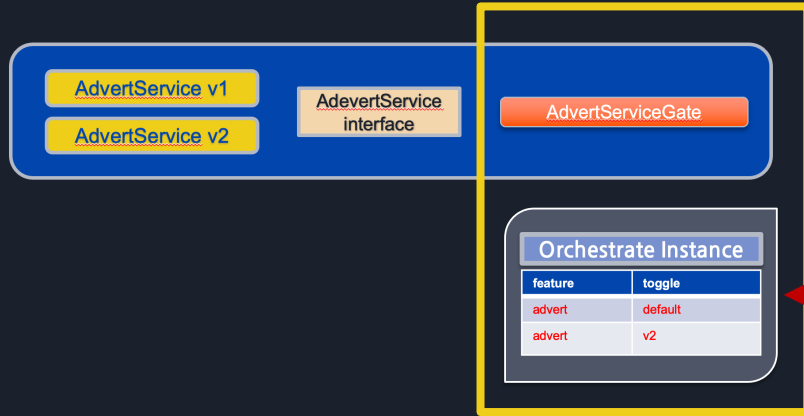 AdvertService v1
AdvertService v2
AdevertService
interface
AdvertServiceGate
Orchestrate Instance
feature toggle
advert default
advert v2